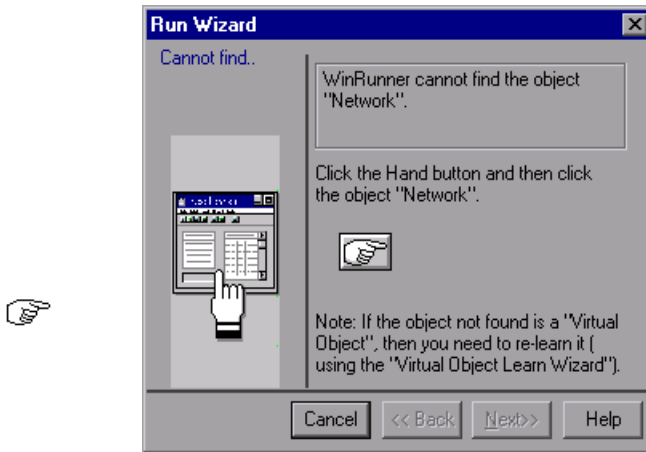 Run Wizard
Cannot find..
WinRunner cannot find the object
"Network".
Click the Hand button and then click
the object "Network".
Note: If the object not found is a "Virtual
Object", then you need to re-learn it (
using the "Virtual Object Learn Wizard").
Cancel
<< Back
Next>>
Help